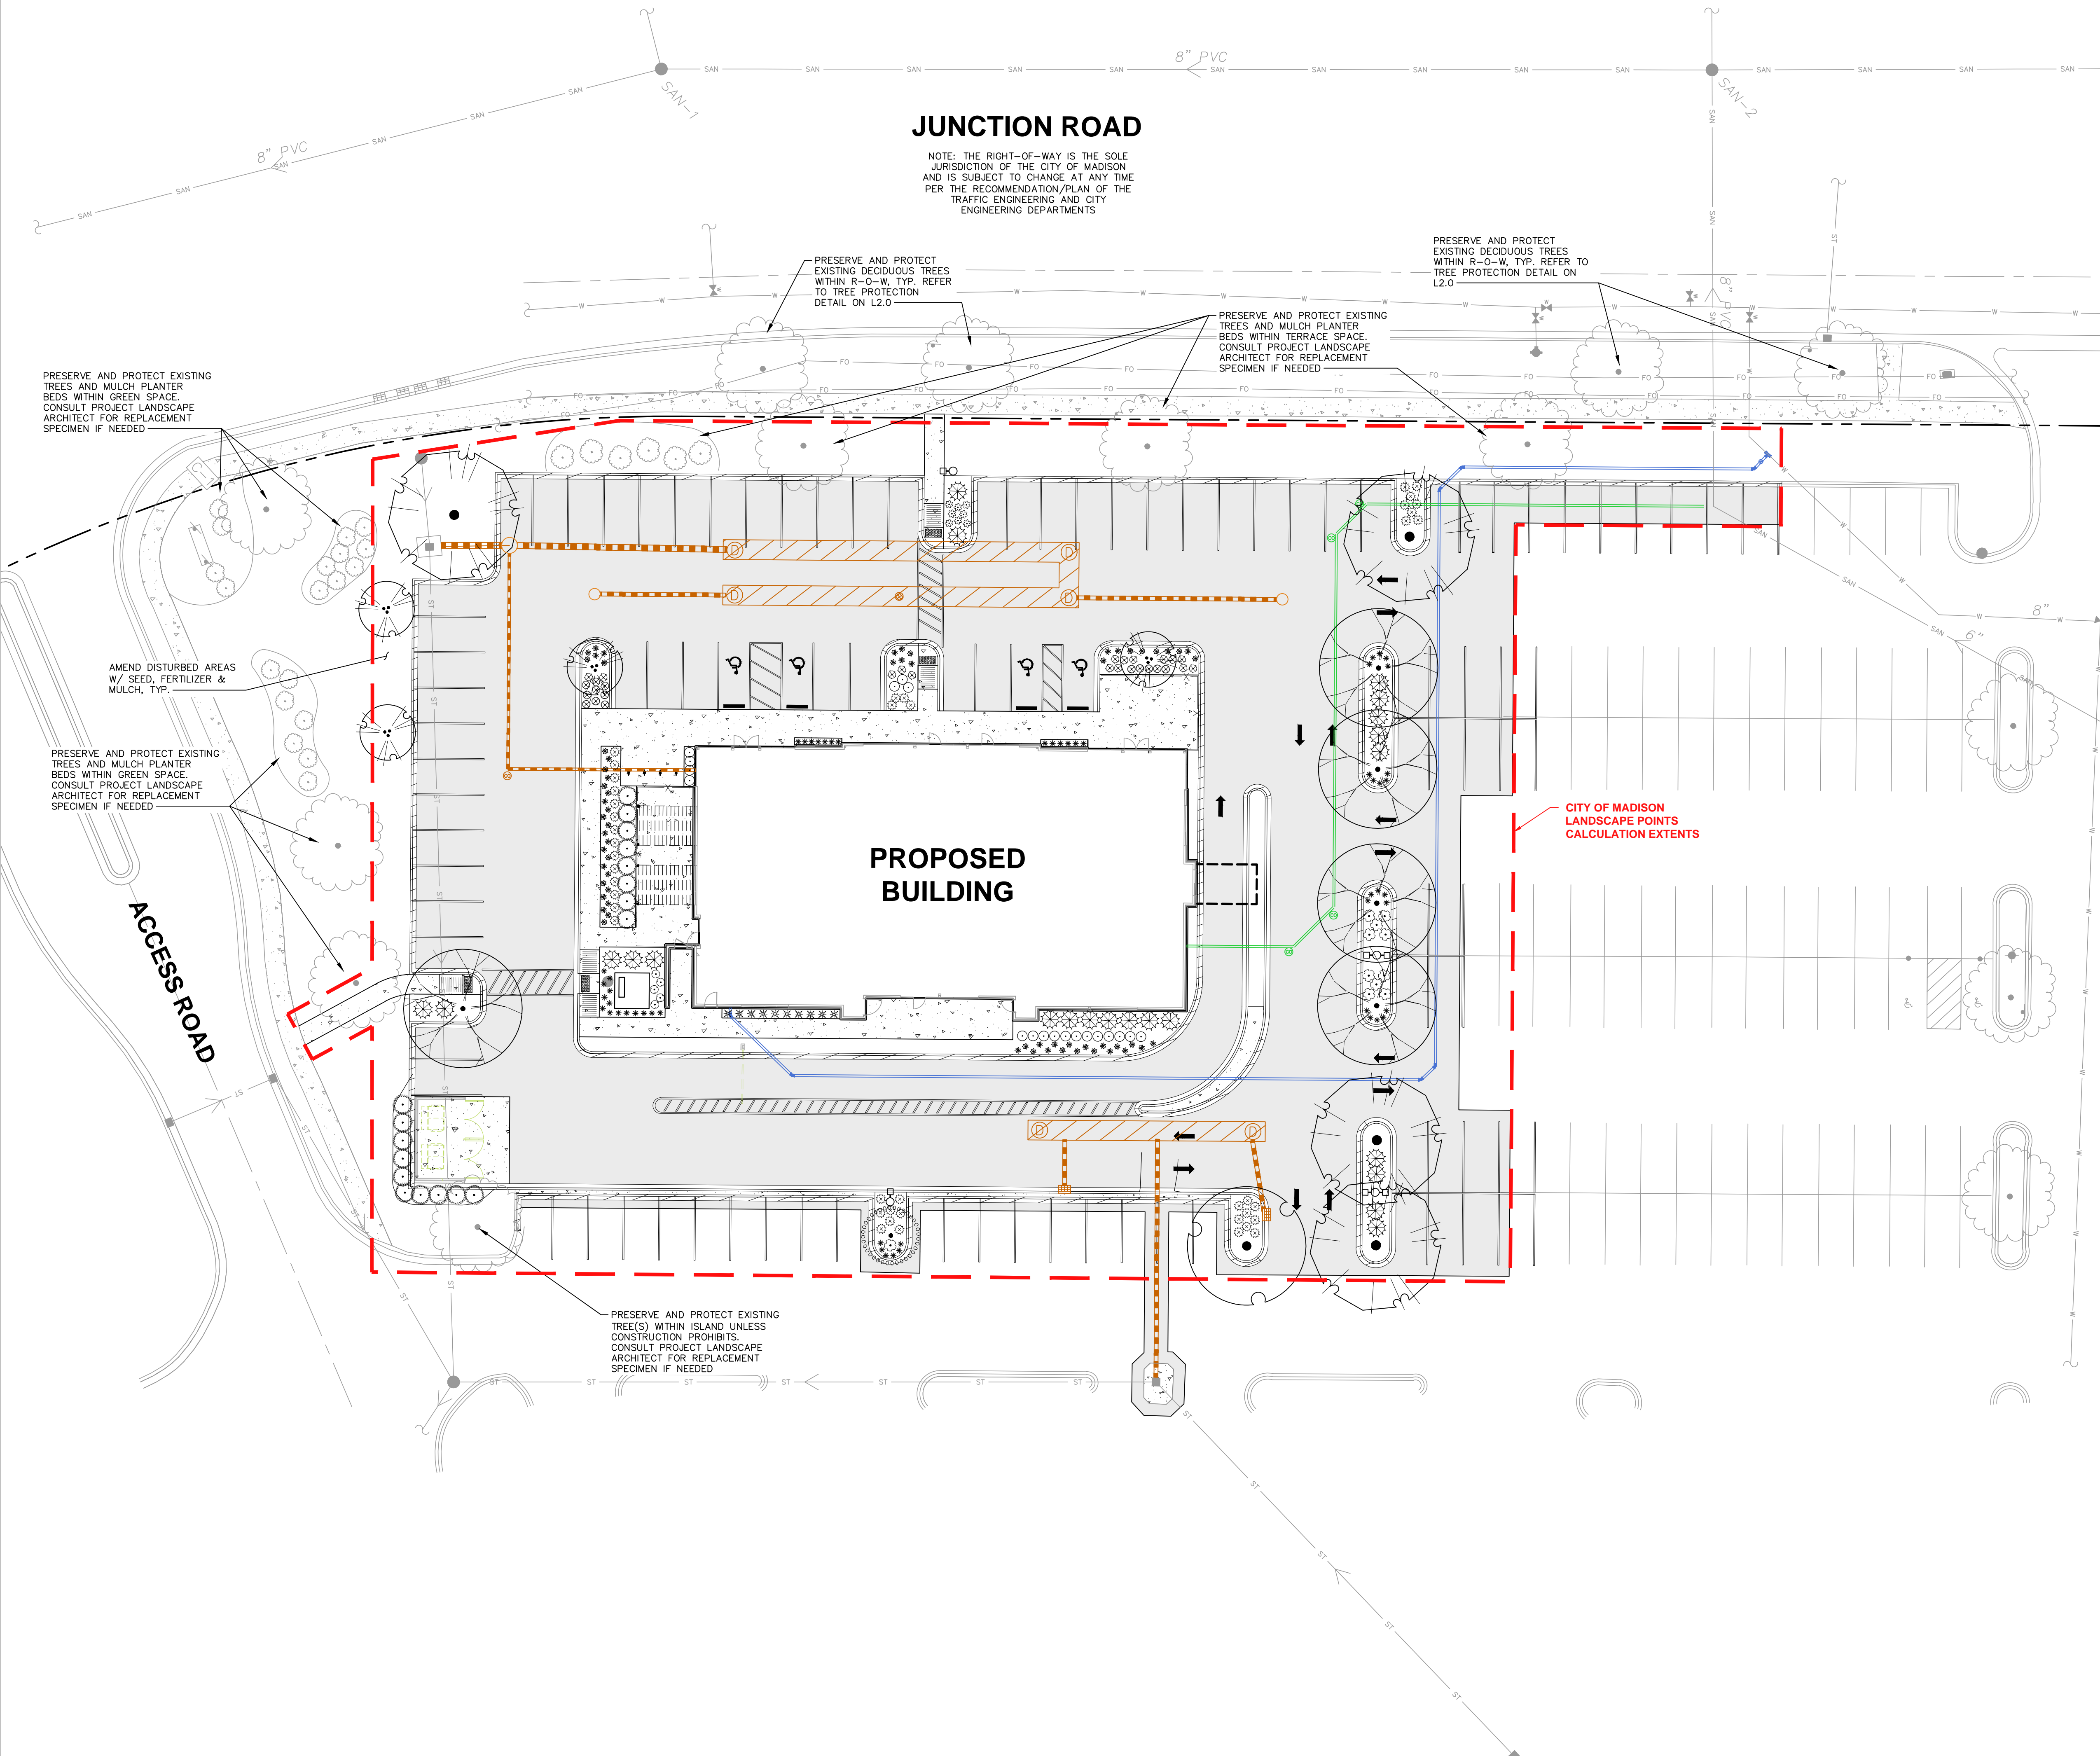 8" PVC
SAN-1
SAN-2
8" PVC
JUNCTION ROAD
NOTE: THE RIGHT-OF-WAY IS THE SOLE
JURISDICTION OF THE CITY OF MADISON
AND IS SUBJECT TO CHANGE AT ANY TIME
PER THE RECOMMENDATION/PLAN OF THE
TRAFFIC ENGINEERING AND CITY
ENGINEERING DEPARTMENTS
PRESERVE AND PROTECT
EXISTING DECIDUOUS TREES
WITHIN R-O-W, TYP. REFER
TO TREE PROTECTION
DETAIL ON L2.0
PRESERVE AND PROTECT
EXISTING DECIDUOUS TREES
WITHIN R-O-W, TYP. REFER TO
TREE PROTECTION DETAIL ON
L2.0
8" PVC
PRESERVE AND PROTECT EXISTING
TREES AND MULCH PLANTER
BEDS WITHIN TERRACE SPACE.
CONSULT PROJECT LANDSCAPE
ARCHITECT FOR REPLACEMENT
SPECIMEN IF NEEDED
PRESERVE AND PROTECT EXISTING
TREES AND MULCH PLANTER
BEDS WITHIN GREEN SPACE.
CONSULT PROJECT LANDSCAPE
ARCHITECT FOR REPLACEMENT
SPECIMEN IF NEEDED
AMEND DISTURBED AREAS
W/ SEED, FERTILIZER &
MULCH, TYP.
8"
6"
PRESERVE AND PROTECT EXISTING
TREES AND MULCH PLANTER
BEDS WITHIN GREEN SPACE.
CONSULT PROJECT LANDSCAPE
ARCHITECT FOR REPLACEMENT
SPECIMEN IF NEEDED
CITY OF MADISON
LANDSCAPE POINTS
CALCULATION EXTENTS
PROPOSED
BUILDING
ACCESS ROAD
PRESERVE AND PROTECT EXISTING
TREE(S) WITHIN ISLAND UNLESS
CONSTRUCTION PROHIBITS.
CONSULT PROJECT LANDSCAPE
ARCHITECT FOR REPLACEMENT
SPECIMEN IF NEEDED